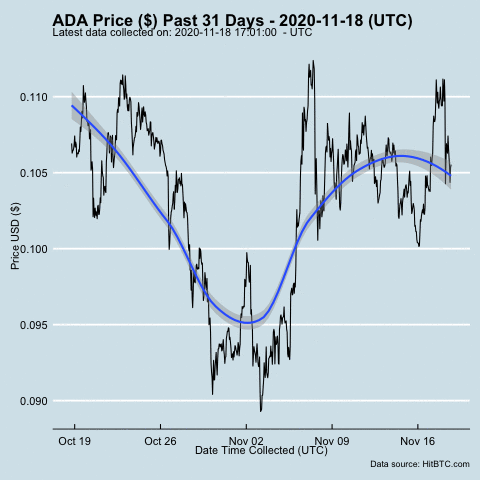 ADA Price ($) Past 31 Days - 2020-11-18 (UTC)
Latest data collected on: 2020-11-18 17:01:00  - UTC
0.110
0.105
0.100
0.095
0.090
Price USD ($)
Oct 19 Oct 26 Nov 02 Nov 09 Nov 16
Date Time Collected (UTC)
Data source: HitBTC.com